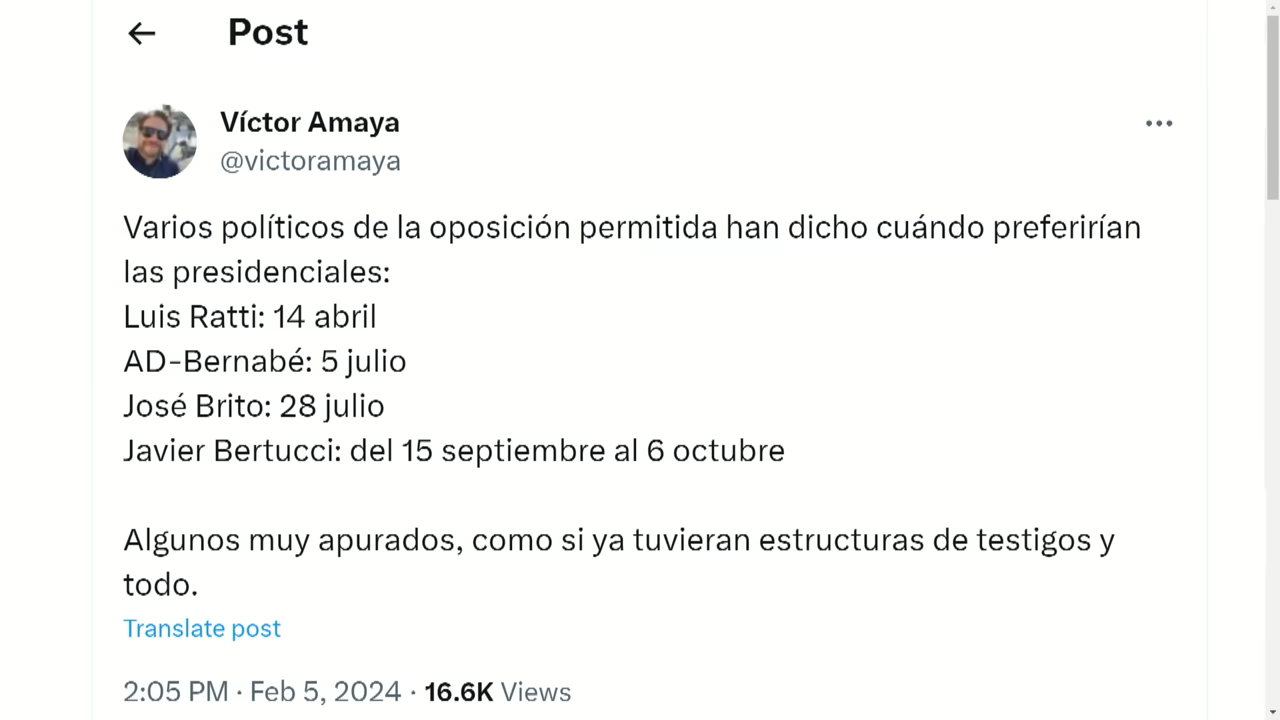 Post
Víctor Amaya
@victoramaya
Varios políticos de la oposición permitida han dicho cuándo preferirían
las presidenciales:
Luis Ratti: 14 abril
AD-Bernabé: 5 julio
José Brito: 28 julio
Javier Bertucci: del 15 septiembre al 6 octubre
Algunos muy apurados, como si ya tuvieran estructuras de testigos y
todo.
Translate post
2:05 PM · Feb 5, 2024 · 16.6K Views